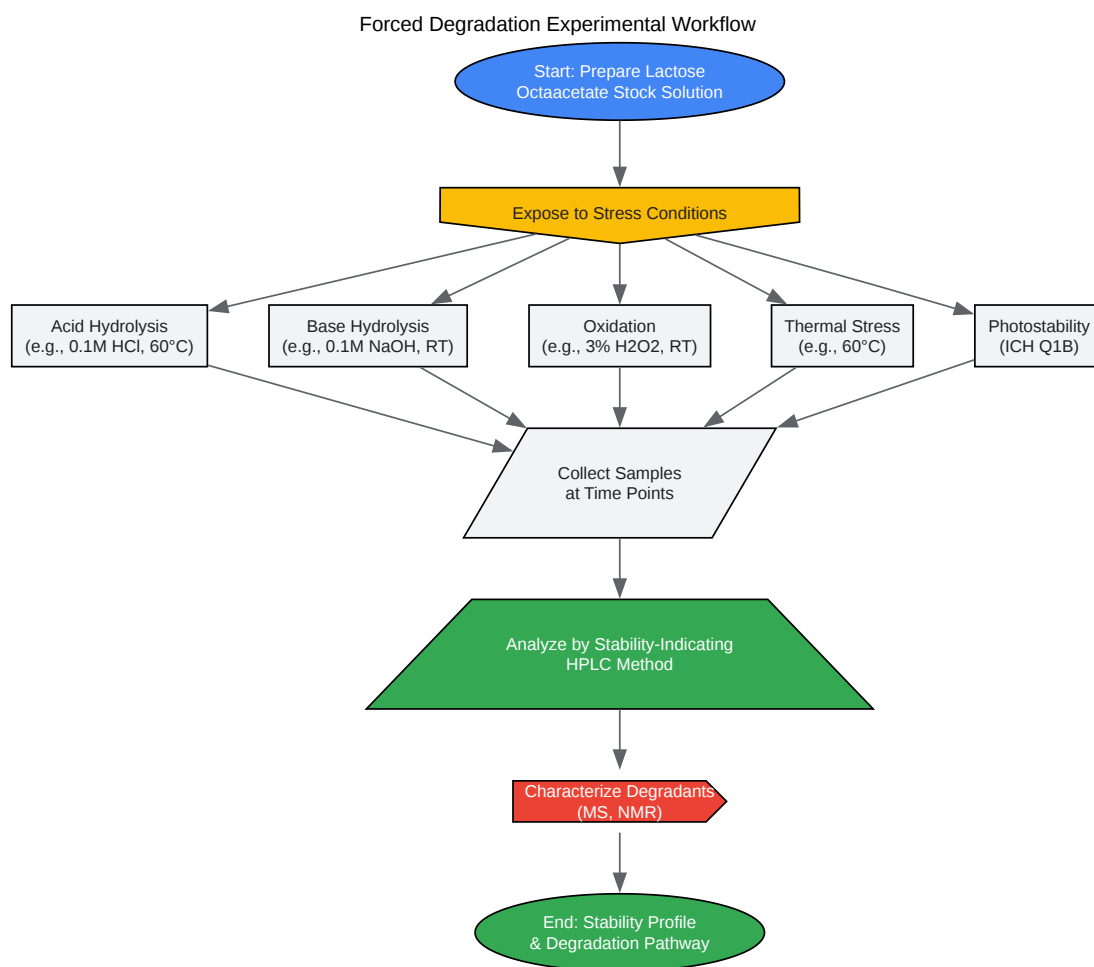 Forced Degradation Experimental Workflow
Start: Prepare Lactose
Octaacetate Stock Solution
Expose to Stress Conditions
Acid Hydrolysis
(e.g., 0.1M HCl, 60°C)
Base Hydrolysis
(e.g., 0.1M NaOH, RT)
Oxidation
(e.g., 3% H2O2, RT)
Thermal Stress
(e.g., 60°C)
Photostability
(ICH Q1B)
Collect Samples
at Time Points
Analyze by Stability-Indicating
HPLC Method
Characterize Degradants
(MS, NMR)
End: Stability Profile
& Degradation Pathway